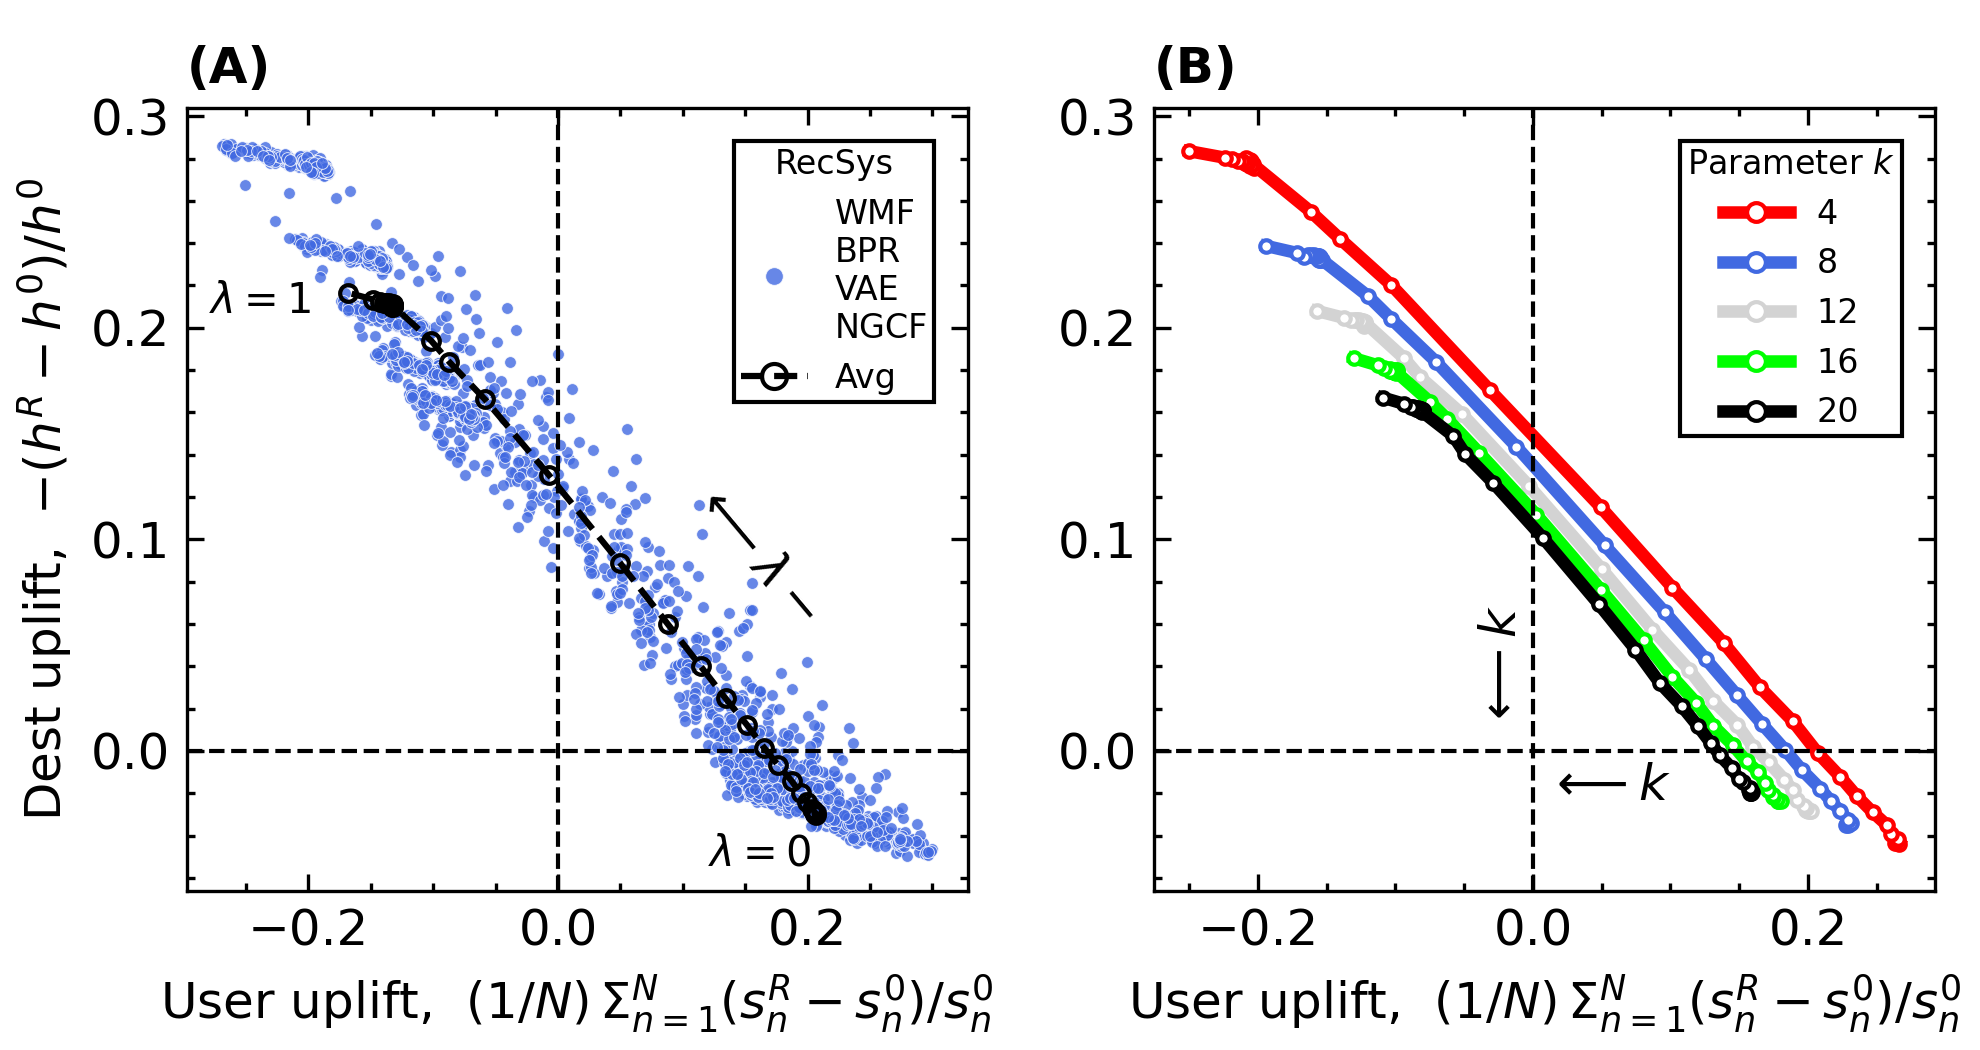 (A)
Dest uplift, −(h^R − h^0)/h^0
0.3
0.2
0.1
0.0
−0.2
0.0
0.2
User uplift, (1/N) Σ_{n=1}^N (s_n^R − s_n^0)/s_n^0
RecSys
WMF
BPR
VAE
NGCF
Avg
λ = 1
λ
λ = 0
(B)
0.3
0.2
0.1
0.0
−0.2
0.0
0.2
User uplift, (1/N) Σ_{n=1}^N (s_n^R − s_n^0)/s_n^0
Parameter k
4
8
12
16
20
← k
← k